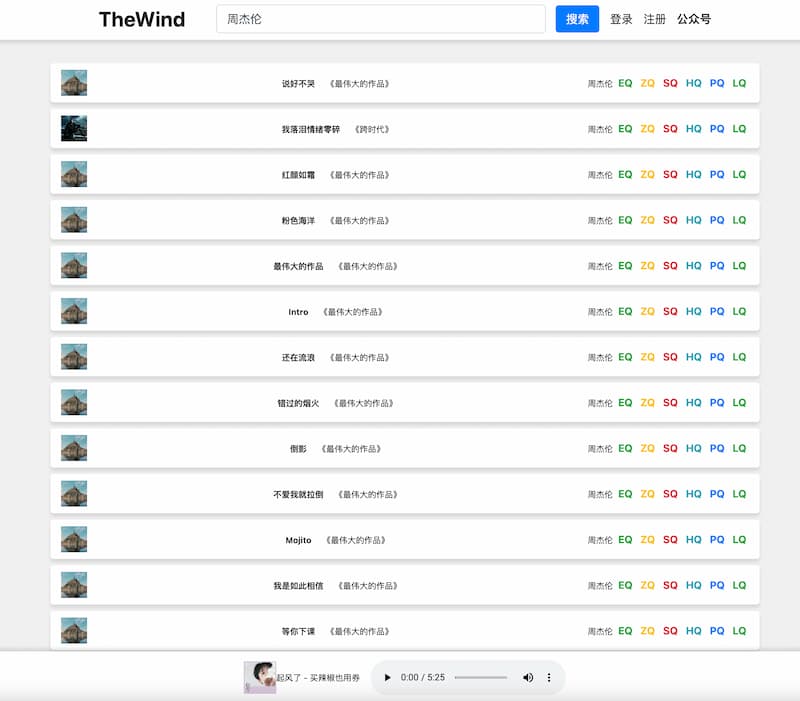 TheWind 周杰伦 搜索 登录 注册 公众号
说好不哭 《最伟大的作品》 周杰伦 EQ ZQ SQ HQ PQ LQ
我落泪情绪零碎 《跨时代》 周杰伦 EQ ZQ SQ HQ PQ LQ
红颜如霜 《最伟大的作品》 周杰伦 EQ ZQ SQ HQ PQ LQ
粉色海洋 《最伟大的作品》 周杰伦 EQ ZQ SQ HQ PQ LQ
最伟大的作品 《最伟大的作品》 周杰伦 EQ ZQ SQ HQ PQ LQ
Intro 《最伟大的作品》 周杰伦 EQ ZQ SQ HQ PQ LQ
还在流浪 《最伟大的作品》 周杰伦 EQ ZQ SQ HQ PQ LQ
错过的烟火 《最伟大的作品》 周杰伦 EQ ZQ SQ HQ PQ LQ
倒影 《最伟大的作品》 周杰伦 EQ ZQ SQ HQ PQ LQ
不爱我就拉倒 《最伟大的作品》 周杰伦 EQ ZQ SQ HQ PQ LQ
Mojito 《最伟大的作品》 周杰伦 EQ ZQ SQ HQ PQ LQ
我是如此相信 《最伟大的作品》 周杰伦 EQ ZQ SQ HQ PQ LQ
等你下课 《最伟大的作品》 周杰伦 EQ ZQ SQ HQ PQ LQ
起风了 - 买辣椒也用券 0:00 / 5:25